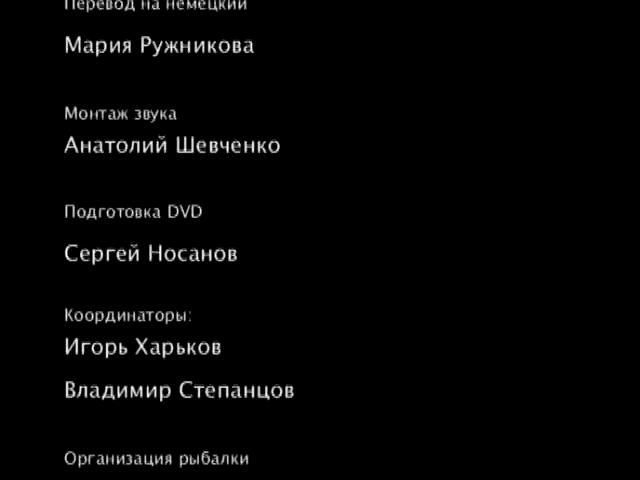 Перевод на немецкий
Мария Ружникова
Монтаж звука
Анатолий Шевченко
Подготовка DVD
Сергей Носанов
Координаторы:
Игорь Харьков
Владимир Степанцов
Организация рыбалки